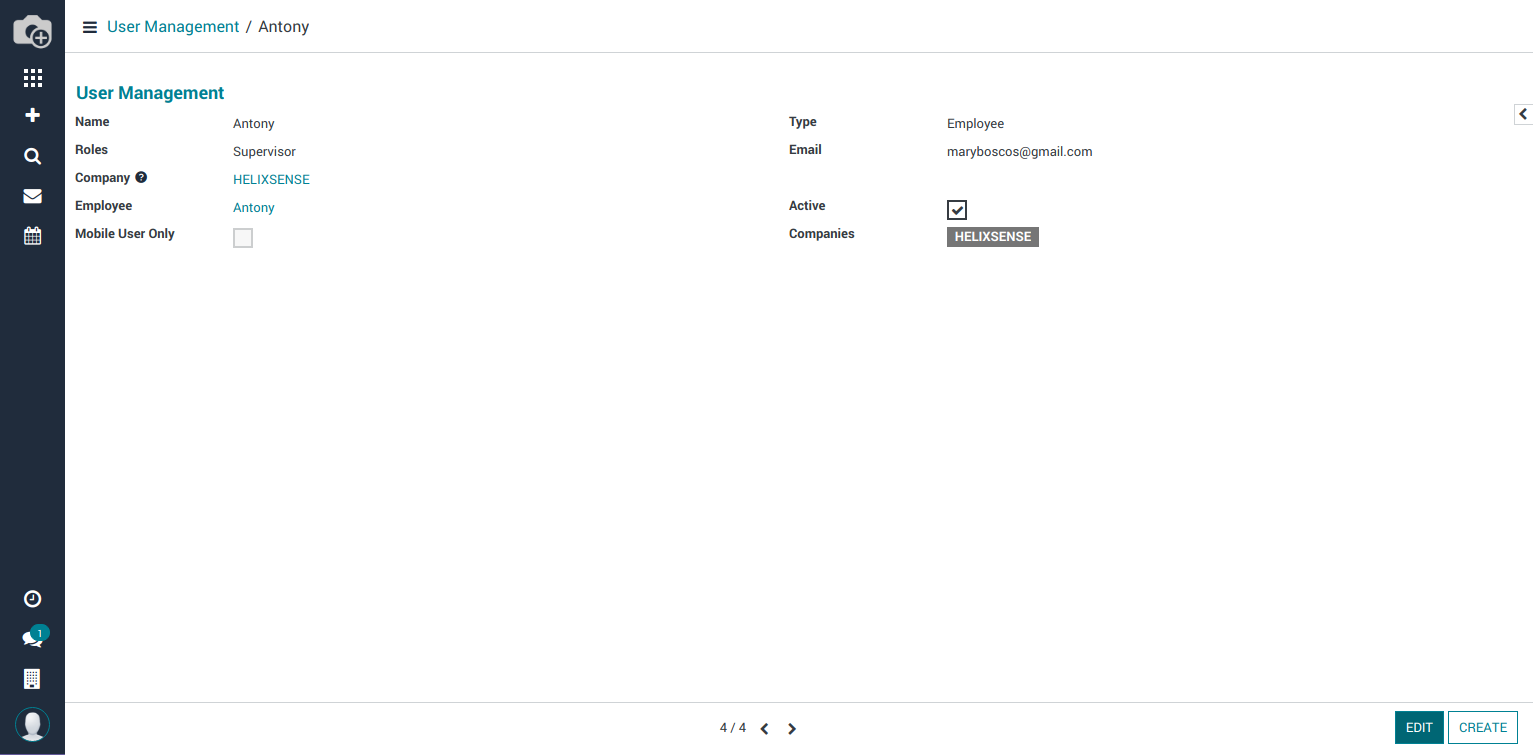 User Management / Antony
User Management
Name Antony Type Employee
Roles Supervisor Email maryboscos@gmail.com
Company ? HELIXSENSE
Employee Antony Active
Mobile User Only Companies HELIXSENSE
1
4 / 4 EDIT CREATE